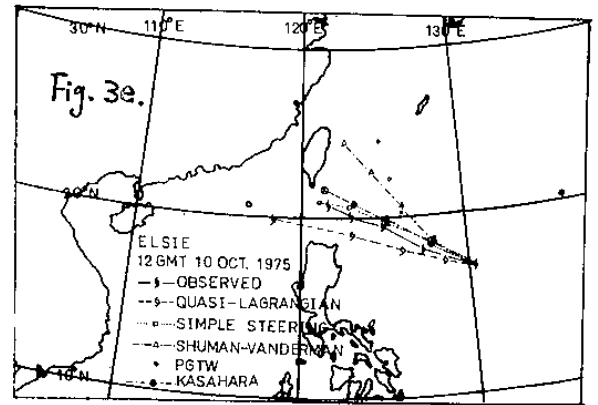 30°N 110°E 120°E 130°E
Fig. 3e.
20°N
ELSIE
12 GMT 10 OCT. 1975
OBSERVED
QUASI-LAGRANGIAN
SIMPLE STEERING
SHUMAN-VANDERMAN
PGTW
KASAHARA
10°N